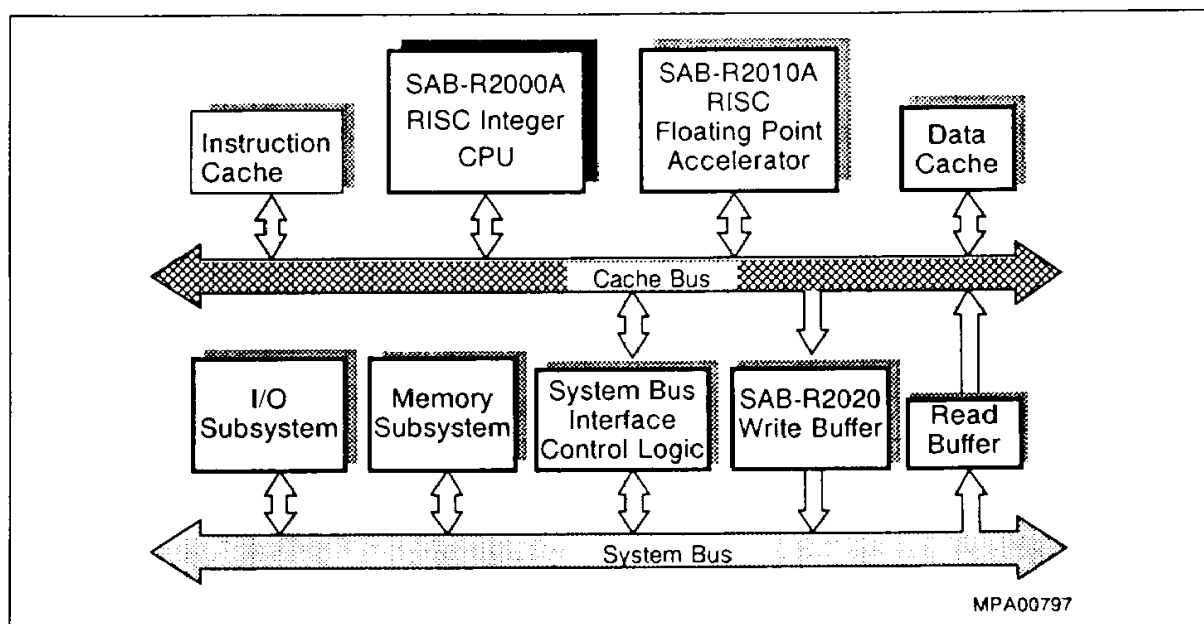 SAB-R2000A
RISC Integer
CPU
SAB-R2010A
RISC
Floating Point
Accelerator
Instruction
Cache
Data
Cache
Cache Bus
I/O
Subsystem
Memory
Subsystem
System Bus
Interface
Control Logic
SAB-R2020
Write Buffer
Read
Buffer
System Bus
MPA00797